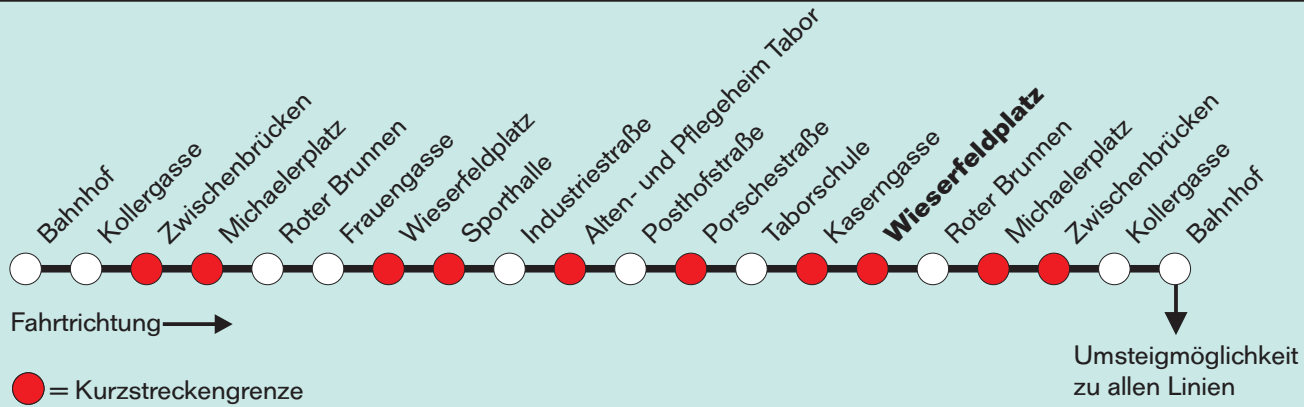 Bahnhof
Kollergasse
Zwischenbrücken
Michaelerplatz
Roter Brunnen
Frauengasse
Wieserfeldplatz
Sporthalle
Industriestraße
Alten- und Pflegeheim Tabor
Posthofstraße
Porschestraße
Taborschule
Kaserngasse
Wieserfeldplatz
Roter Brunnen
Michaelerplatz
Zwischenbrücken
Kollergasse
Bahnhof
Fahrtrichtung
Umsteigmöglichkeit
zu allen Linien
= Kurzstreckengrenze